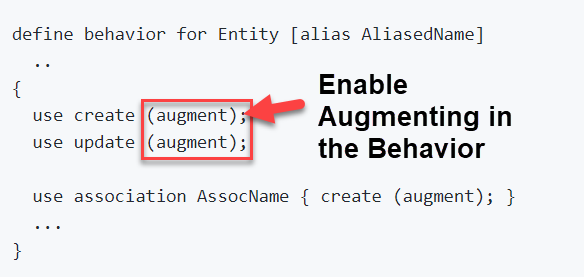 define behavior for Entity [alias AliasedName]
..
{
use create (augment);
use update (augment);
Enable
Augmenting in
the Behavior
use association AssocName { create (augment); }
...
}